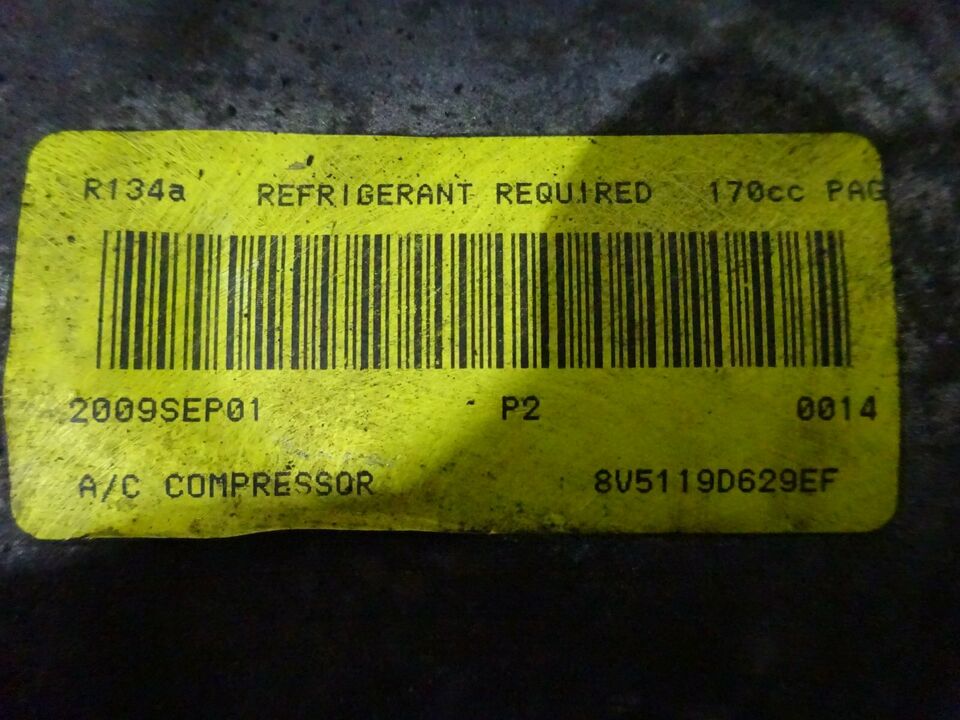 R134a REFRIGERANT REQUIRED 170cc PAG
2009SEP01 P2 0014
A/C COMPRESSOR 8V5119D629EF